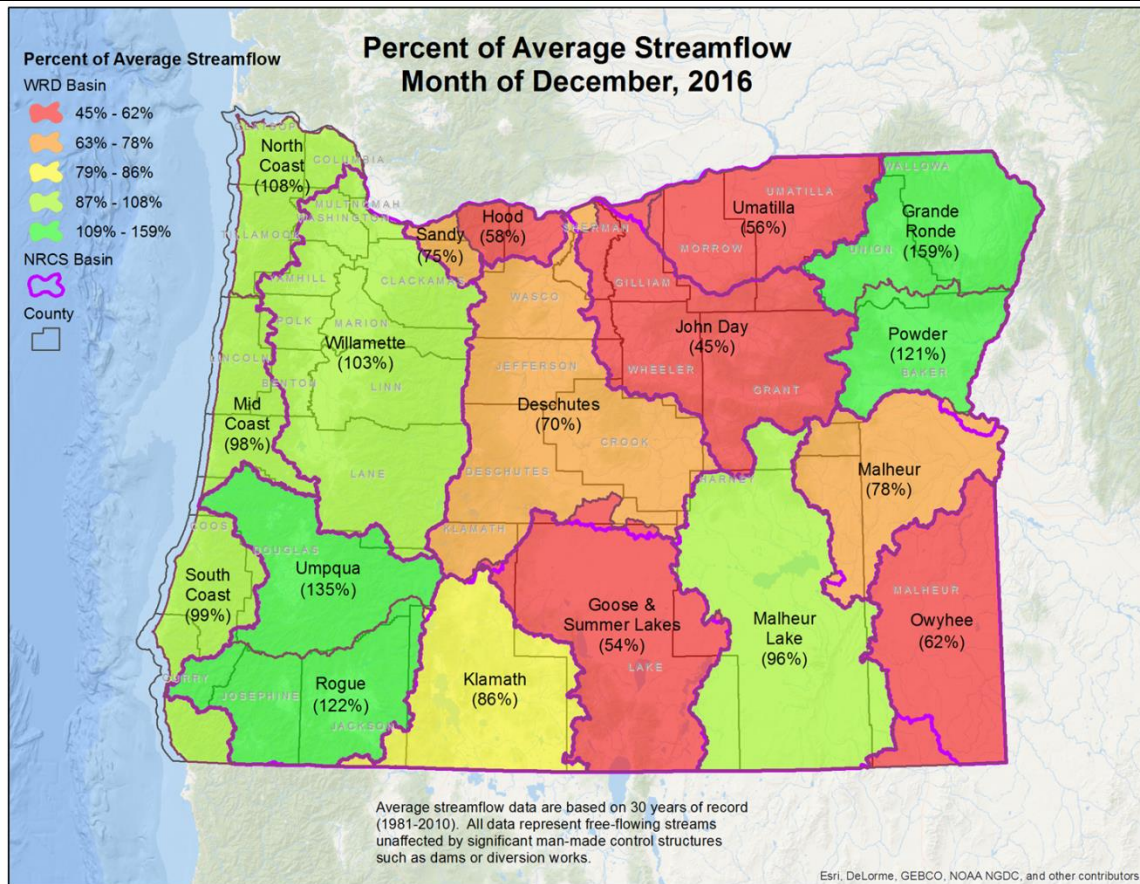 Percent of Average Streamflow
Month of December, 2016
Percent of Average Streamflow
WRD Basin
45% - 62%
63% - 78%
79% - 86%
87% - 108%
109% - 159%
NRCS Basin
County
North
Coast
(108%)
COLUMBIA
MULTNOMAH
WASHINGTON
TILLAMOOK
YAMHILL
CLACKAMAS
Sandy
(75%)
Hood
(58%)
SHERMAN
UMATILLA
Umatilla
(56%)
MORROW
WALLOWA
Grande
Ronde
(159%)
UNION
GILLIAM
WASCO
POLK
MARION
Willamette
(103%)
LINCOLN
BENTON
LINN
JEFFERSON
John Day
(45%)
WHEELER
GRANT
Powder
(121%)
BAKER
Mid
Coast
(98%)
Deschutes
(70%)
CROOK
LANE
DESCHUTES
HARNEY
Malheur
(78%)
COOS
DOUGLAS
KLAMATH
Umpqua
(135%)
South
Coast
(99%)
Goose &
Summer Lakes
(54%)
LAKE
Malheur
Lake
(96%)
MALHEUR
Owyhee
(62%)
CURRY
JOSEPHINE
Rogue
(122%)
JACKSON
Klamath
(86%)
Average streamflow data are based on 30 years of record
(1981-2010).  All data represent free-flowing streams
unaffected by significant man-made control structures
such as dams or diversion works.
Esri, DeLorme, GEBCO, NOAA NGDC, and other contributors